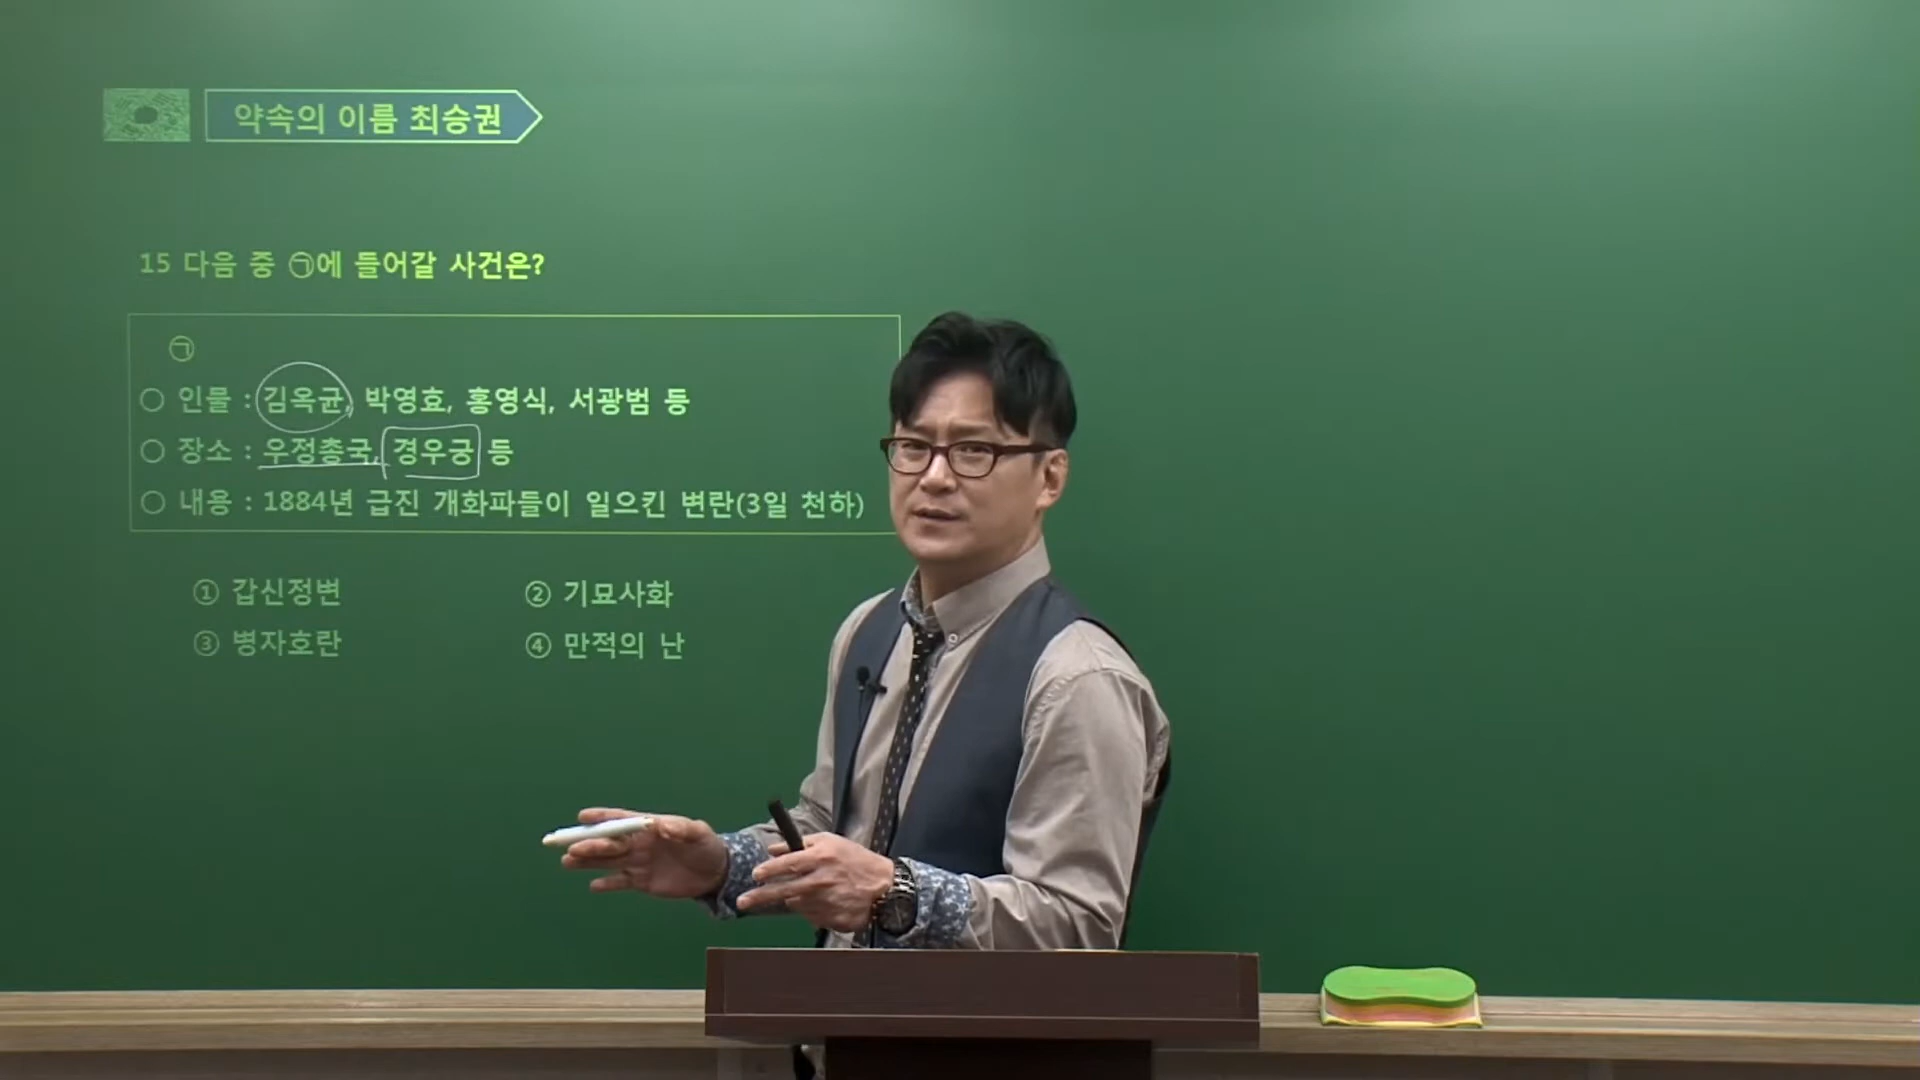 약속의 이름 최승권
15 다음 중 ㉠에 들어갈 사건은?
㉠
○ 인물 : 김옥균, 박영효, 홍영식, 서광범 등
○ 장소 : 우정총국, 경우궁 등
○ 내용 : 1884년 급진 개화파들이 일으킨 변란(3일 천하)
① 갑신정변 ② 기묘사화
③ 병자호란 ④ 만적의 난